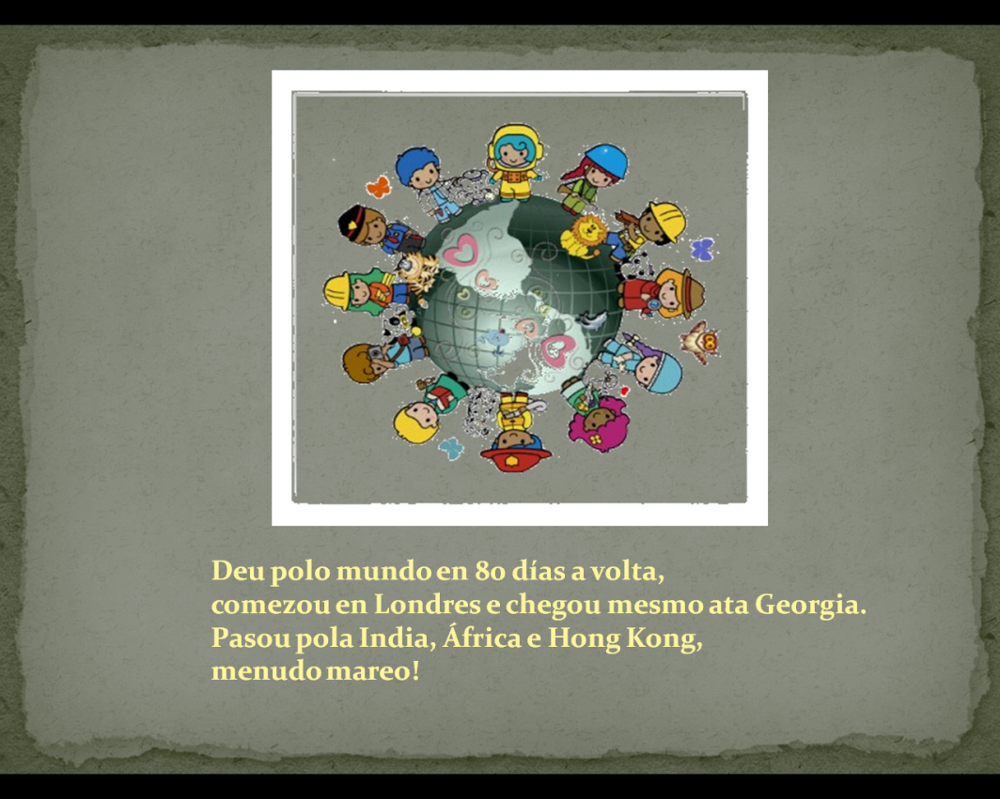 Deu polo mundo en 80 días a volta,
comezou en Londres e chegou mesmo ata Georgia.
Pasou pola India, África e Hong Kong,
menudo mareo!